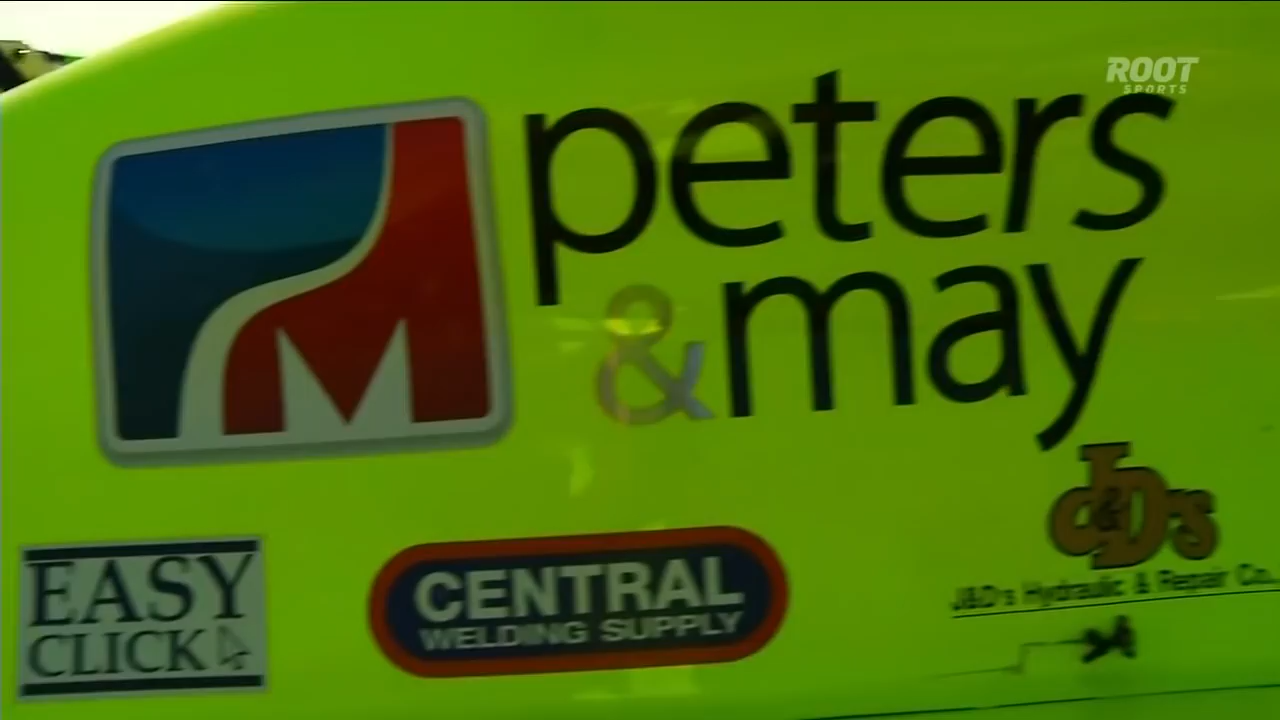 ROOT
SPORTS
peters
& may
M
J&D's
J&D's Hydraulic & Repair Co.
EASY
CLICK
CENTRAL
WELDING SUPPLY